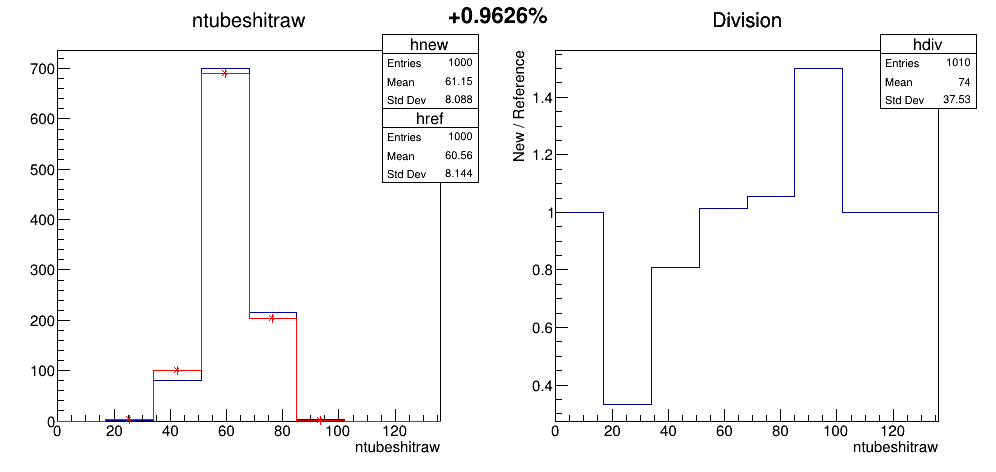 +0.9626%
ntubeshitraw
hnew
Entries 1000
Mean 61.15
Std Dev 8.088
href
Entries 1000
Mean 60.56
Std Dev 8.144
700
600
500
400
300
200
100
0
0 20 40 60 80 100 120
ntubeshitraw
Division
hdiv
Entries 1010
Mean 74
Std Dev 37.53
New / Reference
1.4
1.2
1
0.8
0.6
0.4
0 20 40 60 80 100 120
ntubeshitraw